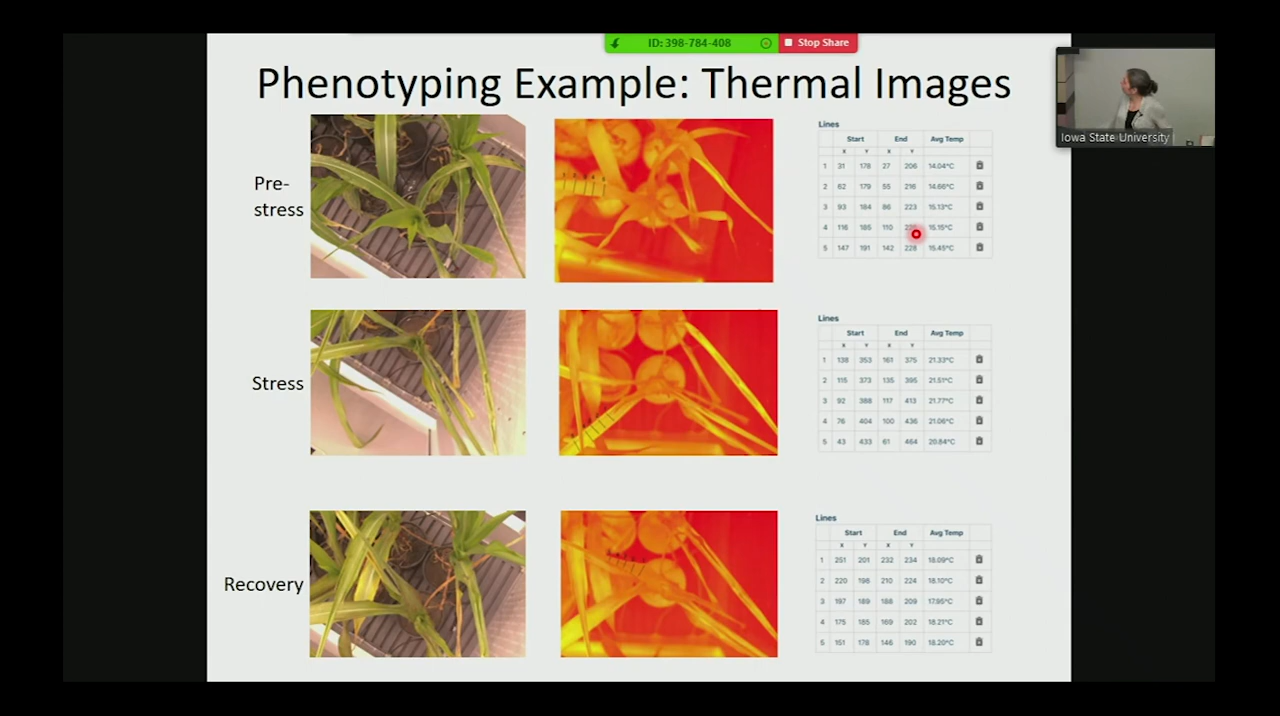 ID: 398-784-408
Stop Share
Phenotyping Example: Thermal Images
Iowa State University
Pre-
stress
Lines
Start End Avg Temp
X Y X Y
1 31 178 27 206 14.04°C
2 62 179 55 216 14.66°C
3 93 184 86 223 15.13°C
4 116 185 110 15.15°C
5 147 191 142 228 15.45°C
Stress
Lines
Start End Avg Temp
X Y X Y
1 138 353 161 375 21.33°C
2 115 373 135 395 21.51°C
3 92 388 117 413 21.77°C
4 76 404 100 436 21.06°C
5 43 433 61 464 20.84°C
Recovery
Lines
Start End Avg Temp
X Y X Y
1 251 201 232 234 18.09°C
2 220 198 210 224 18.10°C
3 197 189 188 209 17.95°C
4 175 185 169 202 18.21°C
5 151 178 146 190 18.20°C